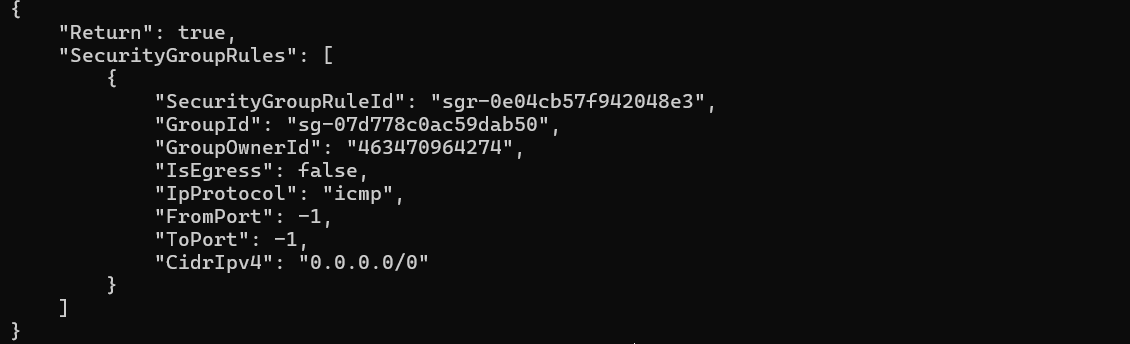 {
    "Return": true,
    "SecurityGroupRules": [
        {
            "SecurityGroupRuleId": "sgr-0e04cb57f942048e3",
            "GroupId": "sg-07d778c0ac59dab50",
            "GroupOwnerId": "463470964274",
            "IsEgress": false,
            "IpProtocol": "icmp",
            "FromPort": -1,
            "ToPort": -1,
            "CidrIpv4": "0.0.0.0/0"
        }
    ]
}